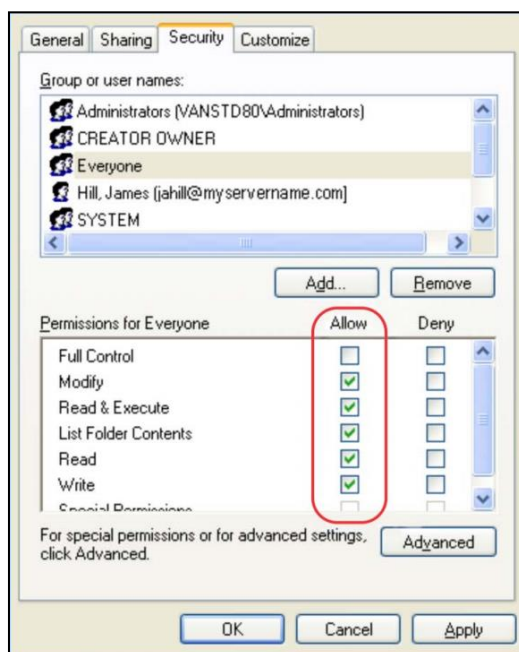 General Sharing Security Customize
Group or user names:
Administrators (VANSTD80\Administrators)
CREATOR OWNER
Everyone
Hill, James (jahill@myservername.com]
SYSTEM
Add... Remove
Permissions for Everyone Allow Deny
Full Control
Modify
Read & Execute
List Folder Contents
Read
Write
Special Permissions
For special permissions or for advanced settings,
click Advanced.
Advanced
OK Cancel Apply